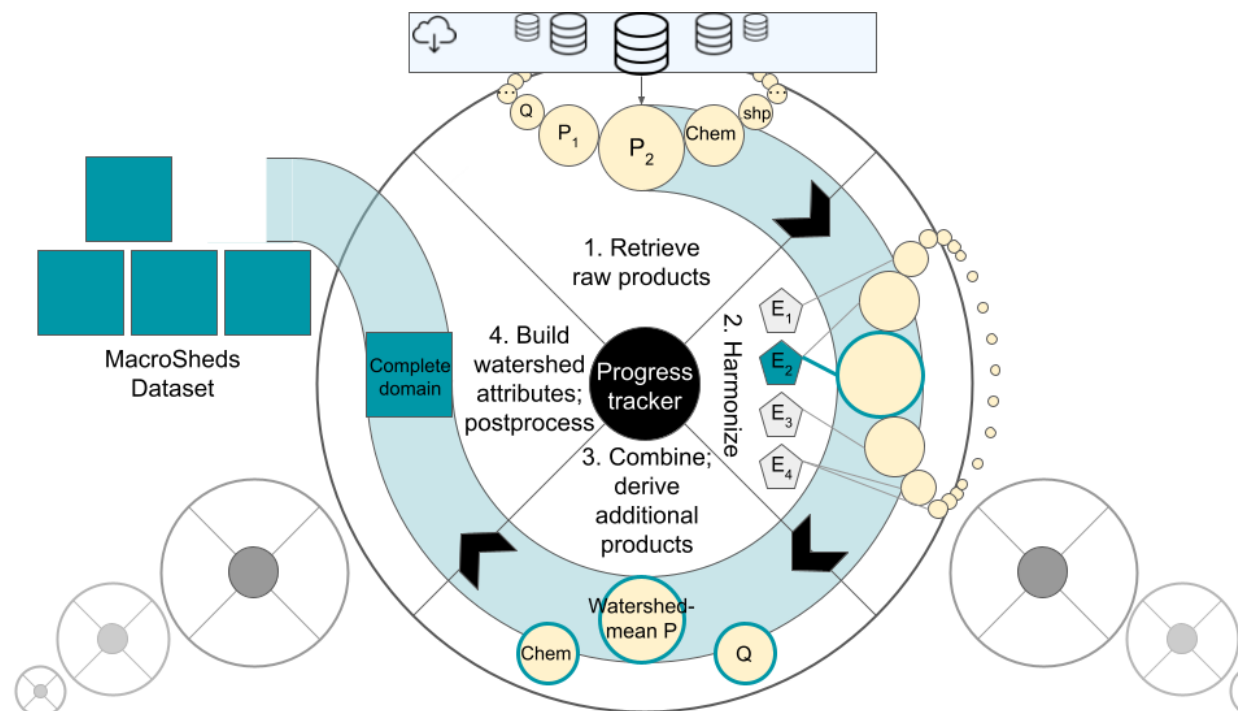 ...
Q
P1
P2
Chem
shp
...
1. Retrieve
raw products
2. Harmonize
E1
E2
E3
E4
MacroSheds
Dataset
Complete
domain
4. Build
watershed
attributes;
postprocess
Progress
tracker
3. Combine;
derive
additional
products
Watershed-
mean P
Chem
Q